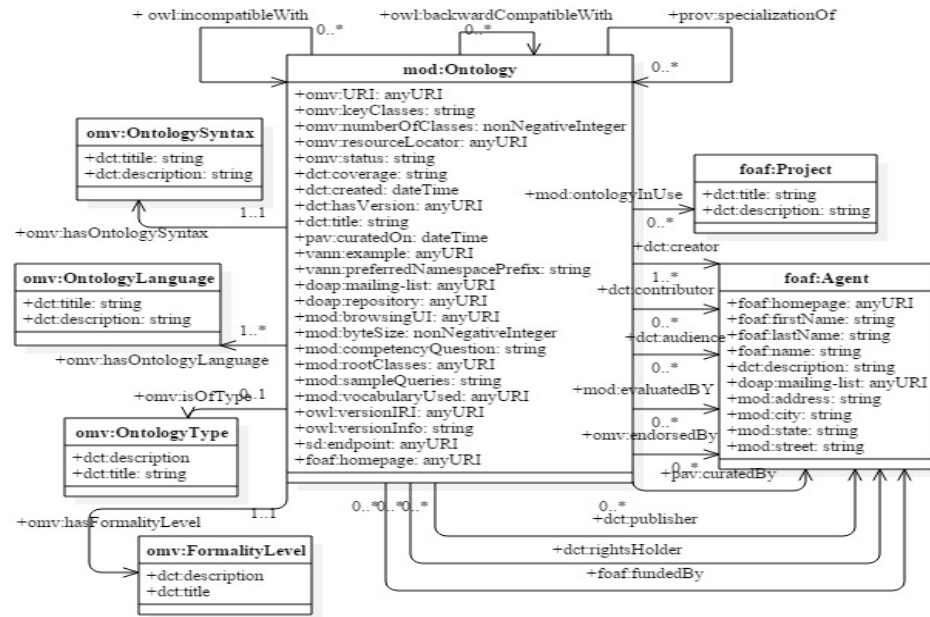 + owl:incompatibleWith
+owl:backwardCompatibleWith
+prov:specializationOf
0..*
0..*
0..*
mod:Ontology
+omv:URI: anyURI
+omv:keyClasses: string
+omv:numberOfClasses: nonNegativeInteger
+omv:resourceLocator: anyURI
+omv:status: string
+dct:coverage: string
+dct:created: dateTime
+dct:hasVersion: anyURI
+dct:title: string
+pav:curatedOn: dateTime
+vann:example: anyURI
+vann:preferredNamespacePrefix: string
+doap:mailing-list: anyURI
+doap:repository: anyURI
+mod:browsingUI: anyURI
+mod:byteSize: nonNegativeInteger
+mod:competencyQuestion: string
+mod:rootClasses: anyURI
+mod:sampleQueries: string
+mod:vocabularyUsed: anyURI
+owl:versionIRI: anyURI
+owl:versionInfo: string
+sd:endpoint: anyURI
+foaf:homepage: anyURI
omv:OntologySyntax
+dct:titile: string
+dct:description: string
1..1
+omv:hasOntologySyntax
omv:OntologyLanguage
+dct:titile: string
+dct:description: string
1..*
+omv:hasOntologyLanguage
+omv:isOfType
0..1
omv:OntologyType
+dct:description
+dct:title: string
+omv:hasFormalityLevel
1..1
omv:FormalityLevel
+dct:description
+dct:title
foaf:Project
+dct:title: string
+dct:description: string
+mod:ontologyInUse
0..*
+dct:creator
1..*
+dct:contributor
0..*
+dct:audience
0..*
+mod:evaluatedBY
0..*
+omv:endorsedBy
0..*
+pav:curatedBy
foaf:Agent
+foaf:homepage: anyURI
+foaf:firstName: string
+foaf:lastName: string
+foaf:name: string
+dct:description: string
+doap:mailing-list: anyURI
+mod:address: string
+mod:city: string
+mod:state: string
+mod:street: string
0..*
0..*
0..*
0..*
+dct:publisher
+dct:rightsHolder
+foaf:fundedBy